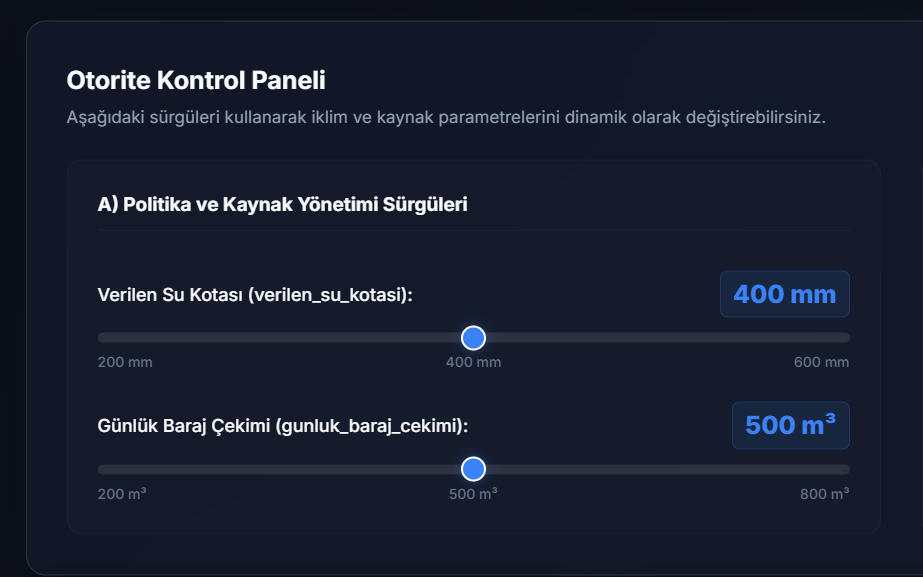 Otorite Kontrol Paneli
Aşağıdaki sürgüleri kullanarak iklim ve kaynak parametrelerini dinamik olarak değiştirebilirsiniz.
A) Politika ve Kaynak Yönetimi Sürgüleri
Verilen Su Kotası (verilen_su_kotasi):
400 mm
200 mm
400 mm
600 mm
Günlük Baraj Çekimi (gunluk_baraj_cekimi):
500 m³
200 m³
500 m³
800 m³